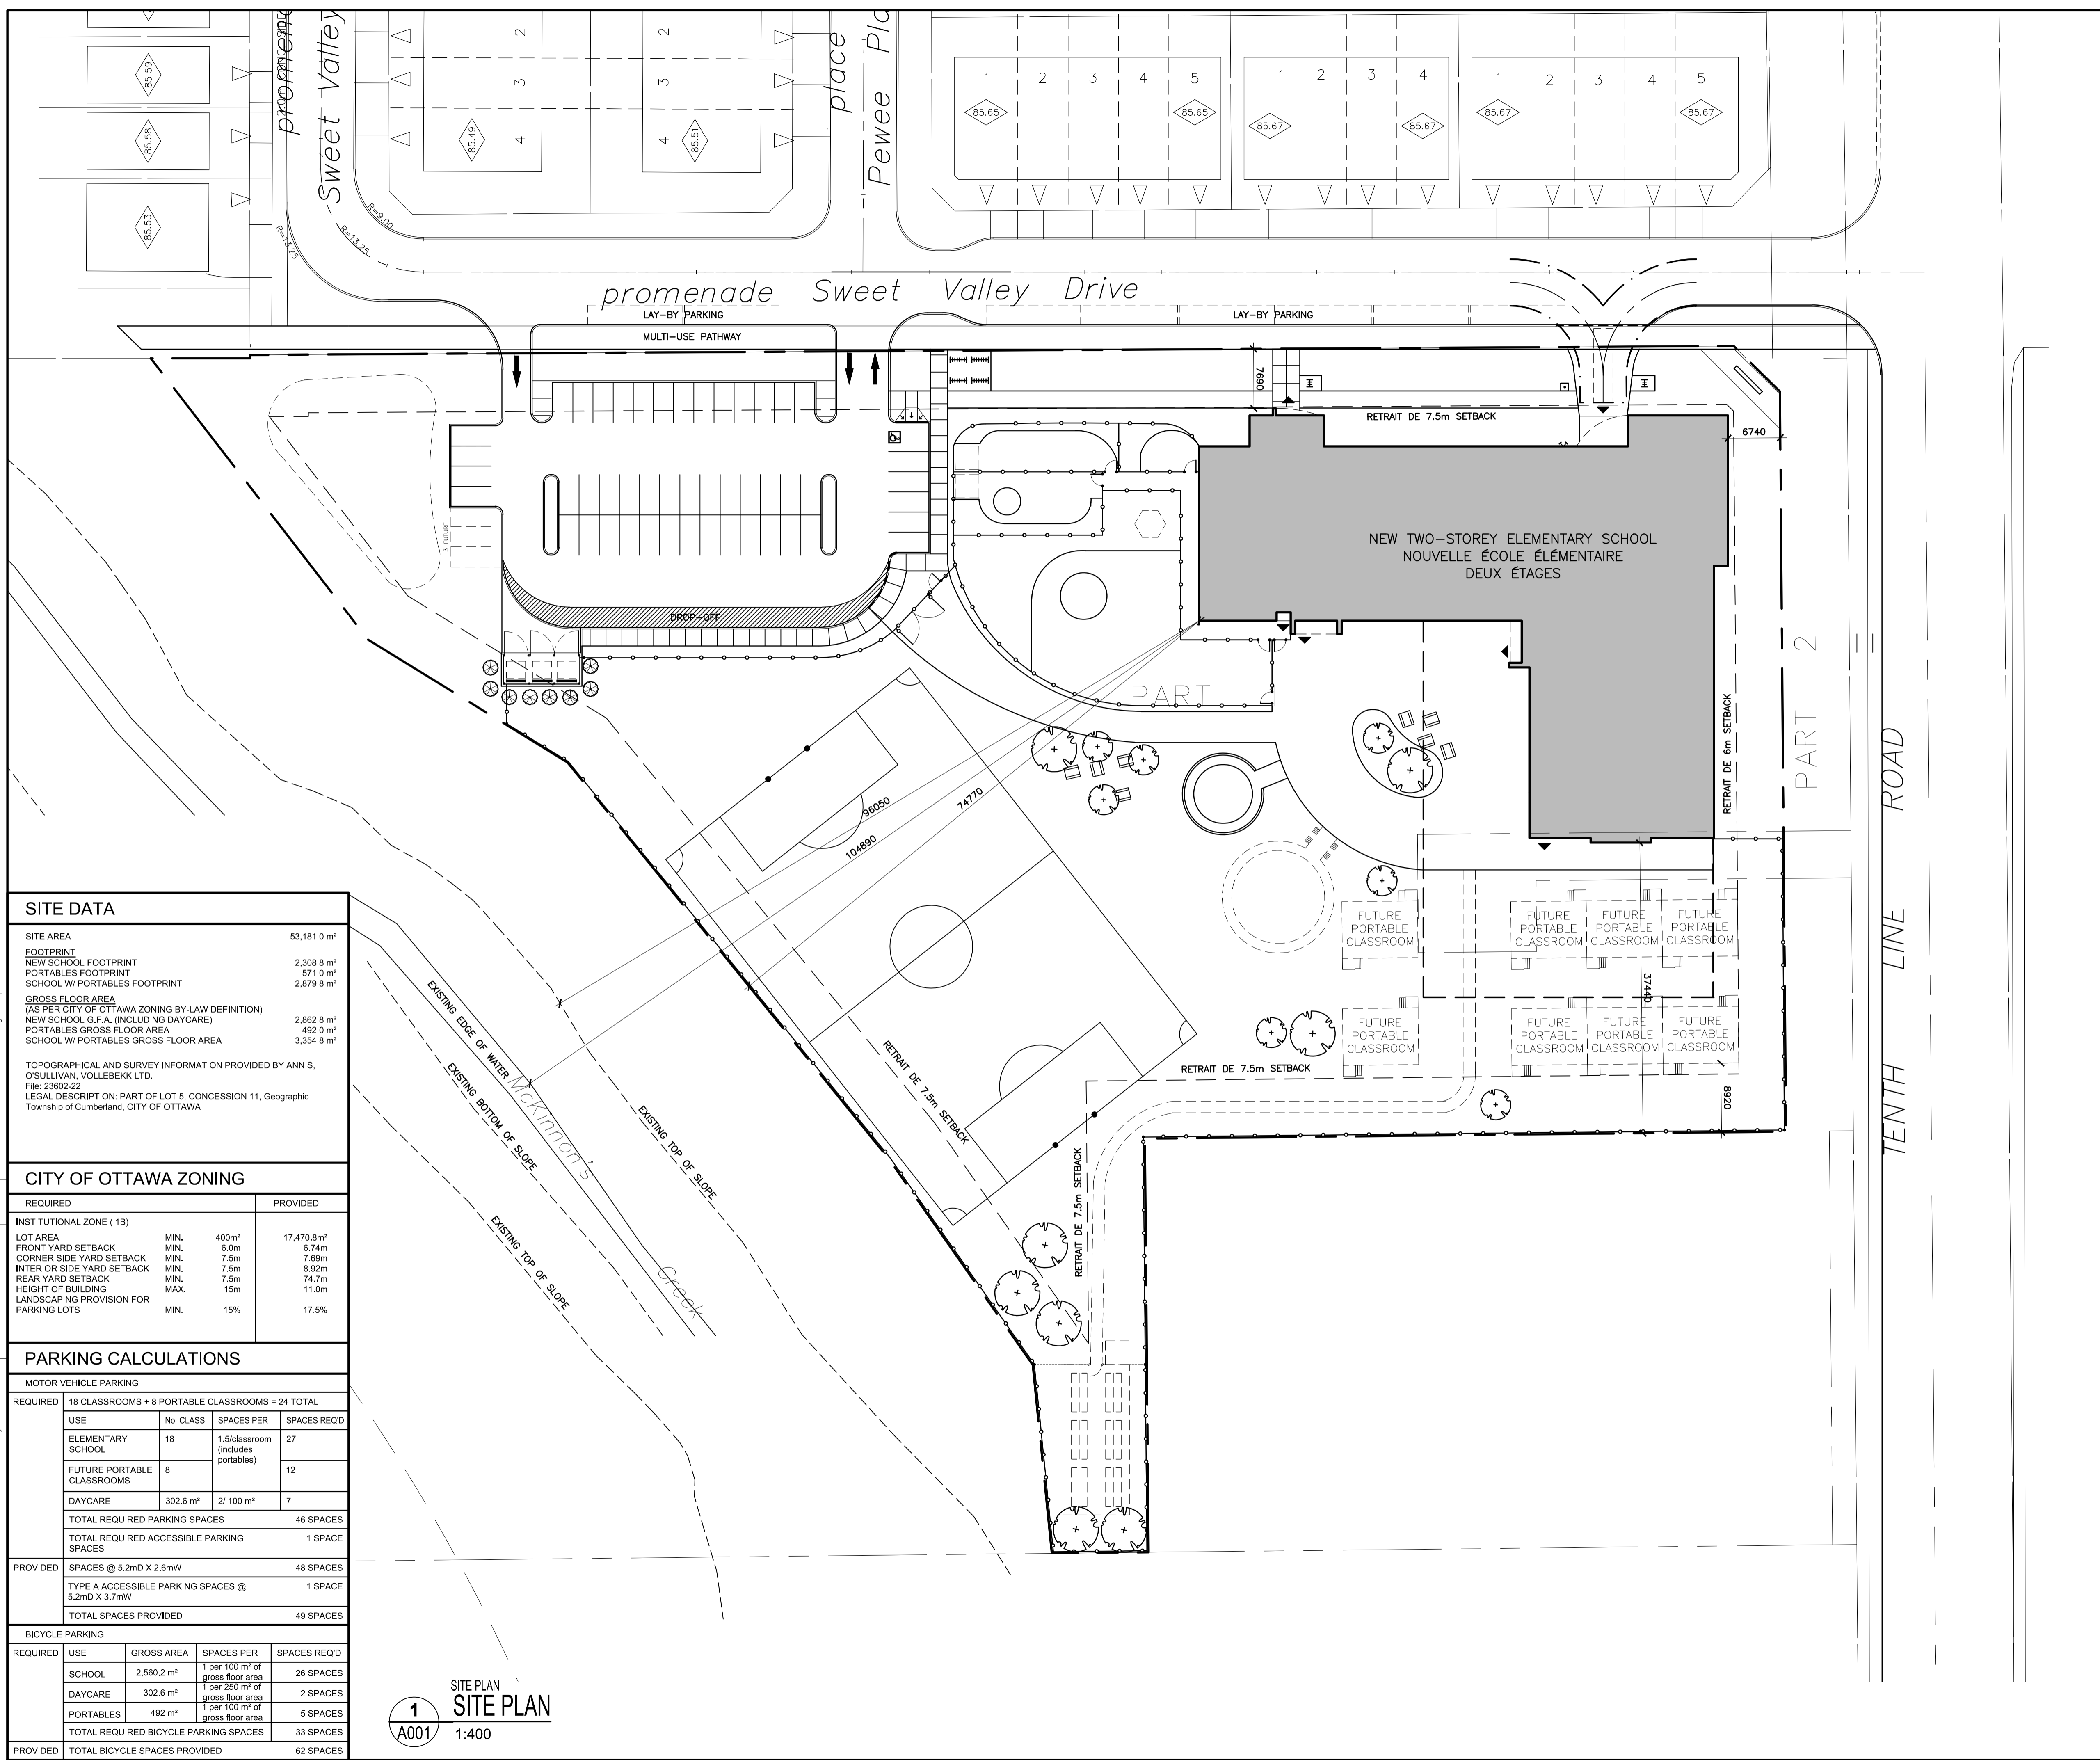 promenade
Sweet Valley
place
Pewee Pla
85.59
85.58
85.53
2
3
4
85.49
2
3
4
85.51
1 2 3 4 5
85.65 85.65
1 2 3 4
85.67 85.67
1 2 3 4 5
85.67 85.67
R=9.00
R=13.25
R=13.25
promenade Sweet Valley Drive
LAY-BY PARKING
LAY-BY PARKING
MULTI-USE PATHWAY
7690
RETRAIT DE 7.5m SETBACK
6740
3 FUTURE
DROP-OFF
NEW TWO-STOREY ELEMENTARY SCHOOL
NOUVELLE ÉCOLE ÉLÉMENTAIRE
DEUX ÉTAGES
PART
PART 2
RETRAIT DE 6m SETBACK
TENTH LINE ROAD
96050
74770
104890
FUTURE
PORTABLE
CLASSROOM
FUTURE
PORTABLE
CLASSROOM
FUTURE
PORTABLE
CLASSROOM
FUTURE
PORTABLE
CLASSROOM
37440
FUTURE
PORTABLE
CLASSROOM
FUTURE
PORTABLE
CLASSROOM
FUTURE
PORTABLE
CLASSROOM
FUTURE
PORTABLE
CLASSROOM
RETRAIT DE 7.5m SETBACK
8920
RETRAIT DE 7.5m SETBACK
RETRAIT DE 7.5m SETBACK
EXISTING EDGE OF WATER
EXISTING BOTTOM OF SLOPE
McKinnon's
Creek
EXISTING TOP OF SLOPE
EXISTING TOP OF SLOPE
SITE DATA
SITE AREA 53,181.0 m²
FOOTPRINT
NEW SCHOOL FOOTPRINT 2,308.8 m²
PORTABLES FOOTPRINT 571.0 m²
SCHOOL W/ PORTABLES FOOTPRINT 2,879.8 m²
GROSS FLOOR AREA
(AS PER CITY OF OTTAWA ZONING BY-LAW DEFINITION)
NEW SCHOOL G.F.A. (INCLUDING DAYCARE) 2,862.8 m²
PORTABLES GROSS FLOOR AREA 492.0 m²
SCHOOL W/ PORTABLES GROSS FLOOR AREA 3,354.8 m²
TOPOGRAPHICAL AND SURVEY INFORMATION PROVIDED BY ANNIS,
O'SULLIVAN, VOLLEBEKK LTD.
File: 23602-22
LEGAL DESCRIPTION: PART OF LOT 5, CONCESSION 11, Geographic
Township of Cumberland, CITY OF OTTAWA
CITY OF OTTAWA ZONING
REQUIRED PROVIDED
INSTITUTIONAL ZONE (I1B)
LOT AREA MIN. 400m² 17,470.8m²
FRONT YARD SETBACK MIN. 6.0m 6.74m
CORNER SIDE YARD SETBACK MIN. 7.5m 7.69m
INTERIOR SIDE YARD SETBACK MIN. 7.5m 8.92m
REAR YARD SETBACK MIN. 7.5m 74.7m
HEIGHT OF BUILDING MAX. 15m 11.0m
LANDSCAPING PROVISION FOR
PARKING LOTS MIN. 15% 17.5%
PARKING CALCULATIONS
MOTOR VEHICLE PARKING
REQUIRED 18 CLASSROOMS + 8 PORTABLE CLASSROOMS = 24 TOTAL
USE No. CLASS SPACES PER SPACES REQ'D
ELEMENTARY 18 1.5/classroom 27
SCHOOL (includes
portables)
FUTURE PORTABLE 8 12
CLASSROOMS
DAYCARE 302.6 m² 2/ 100 m² 7
TOTAL REQUIRED PARKING SPACES 46 SPACES
TOTAL REQUIRED ACCESSIBLE PARKING 1 SPACE
SPACES
PROVIDED SPACES @ 5.2mD X 2.6mW 48 SPACES
TYPE A ACCESSIBLE PARKING SPACES @ 1 SPACE
5.2mD X 3.7mW
TOTAL SPACES PROVIDED 49 SPACES
BICYCLE PARKING
REQUIRED USE GROSS AREA SPACES PER SPACES REQ'D
SCHOOL 2,560.2 m² 1 per 100 m² of 26 SPACES
gross floor area
DAYCARE 302.6 m² 1 per 250 m² of 2 SPACES
gross floor area
PORTABLES 492 m² 1 per 100 m² of 5 SPACES
gross floor area
TOTAL REQUIRED BICYCLE PARKING SPACES 33 SPACES
PROVIDED TOTAL BICYCLE SPACES PROVIDED 62 SPACES
SITE PLAN
1 SITE PLAN
A001 1:400